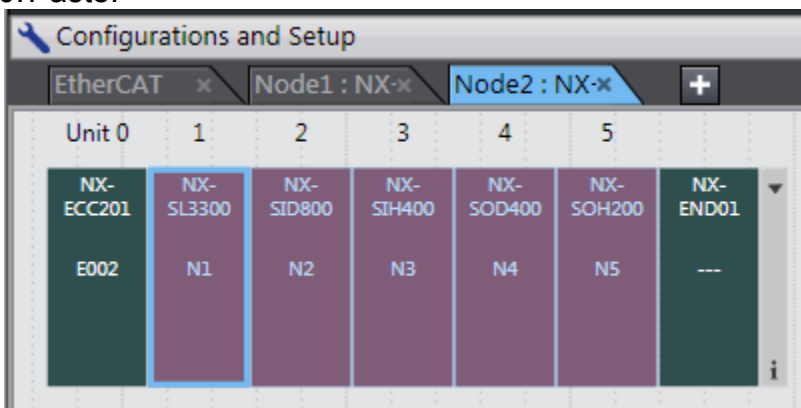 Configurations and Setup
EtherCAT
Node1 : NX-
Node2 : NX-
Unit 0 1 2 3 4 5
NX-ECC201 NX-SL3300 NX-SID800 NX-SIH400 NX-SOD400 NX-SOH200 NX-END01
E002 N1 N2 N3 N4 N5 ---
i